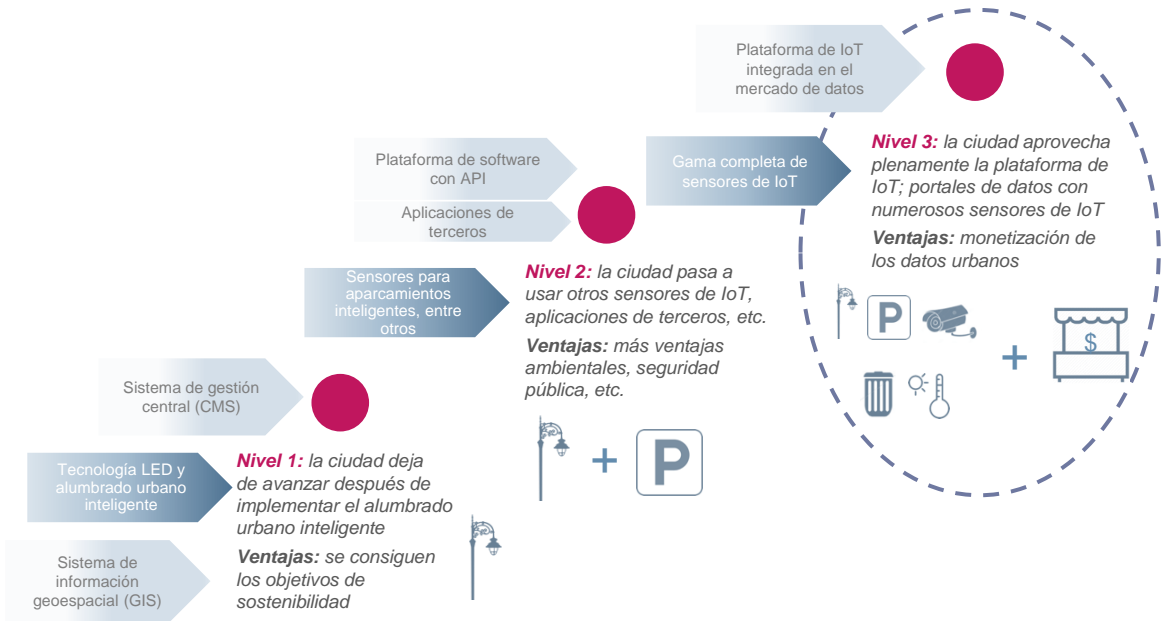 Plataforma de IoT
integrada en el
mercado de datos
Gama completa de
sensores de IoT
Nivel 3: la ciudad aprovecha
plenamente la plataforma de
IoT; portales de datos con
numerosos sensores de IoT
Ventajas: monetización de
los datos urbanos
P
+
$
Plataforma de software
con API
Aplicaciones de
terceros
Sensores para
aparcamientos
inteligentes, entre
otros
Nivel 2: la ciudad pasa a
usar otros sensores de IoT,
aplicaciones de terceros, etc.
Ventajas: más ventajas
ambientales, seguridad
pública, etc.
+
P
Sistema de gestión
central (CMS)
Tecnología LED y
alumbrado urbano
inteligente
Sistema de
información
geoespacial (GIS)
Nivel 1: la ciudad deja
de avanzar después de
implementar el alumbrado
urbano inteligente
Ventajas: se consiguen
los objetivos de
sostenibilidad